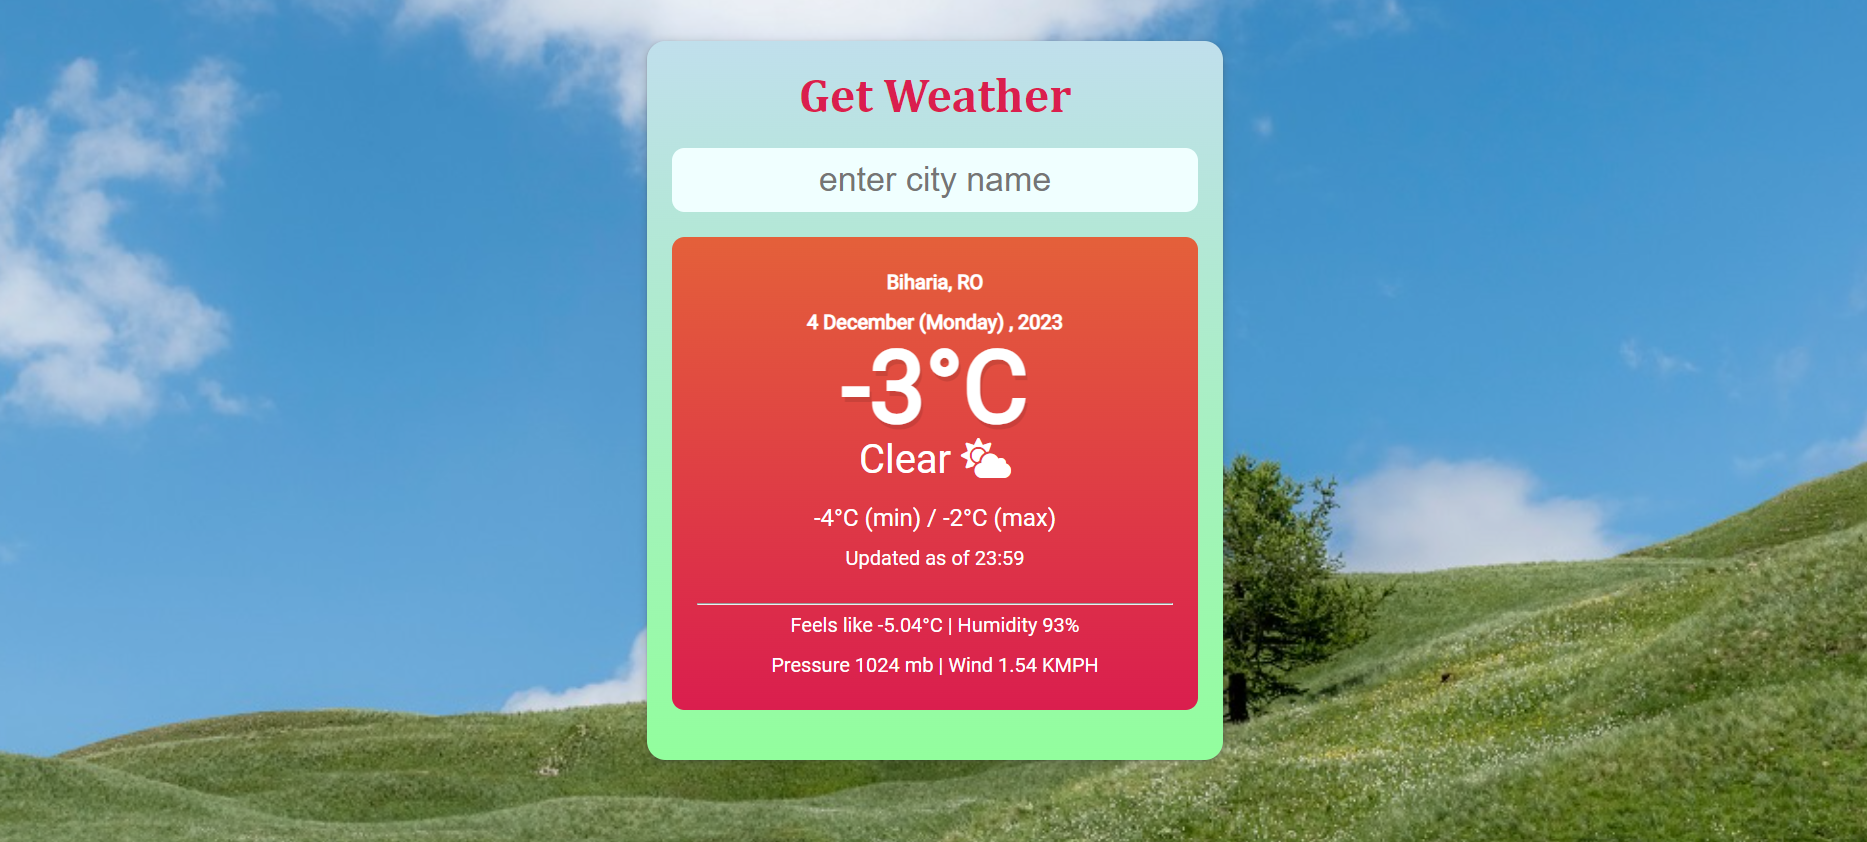 Get Weather
enter city name
Biharia, RO
4 December (Monday) , 2023
-3°C
Clear
-4°C (min) / -2°C (max)
Updated as of 23:59
Feels like -5.04°C | Humidity 93%
Pressure 1024 mb | Wind 1.54 KMPH